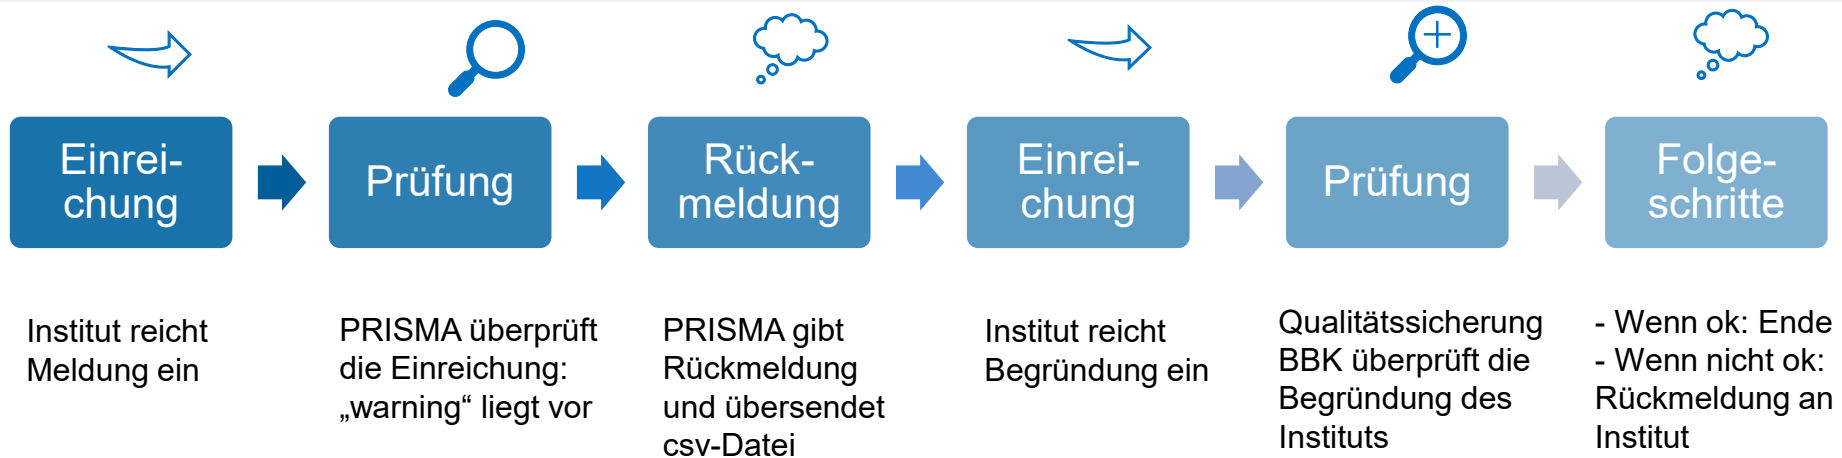 Einrei-
chung
Prüfung
Rück-
meldung
Einrei-
chung
Prüfung
Folge-
schritte
Institut reicht
Meldung ein
PRISMA überprüft
die Einreichung:
„warning“ liegt vor
PRISMA gibt
Rückmeldung
und übersendet
csv-Datei
Institut reicht
Begründung ein
Qualitätssicherung
BBK überprüft die
Begründung des
Instituts
- Wenn ok: Ende
- Wenn nicht ok:
Rückmeldung an
Institut